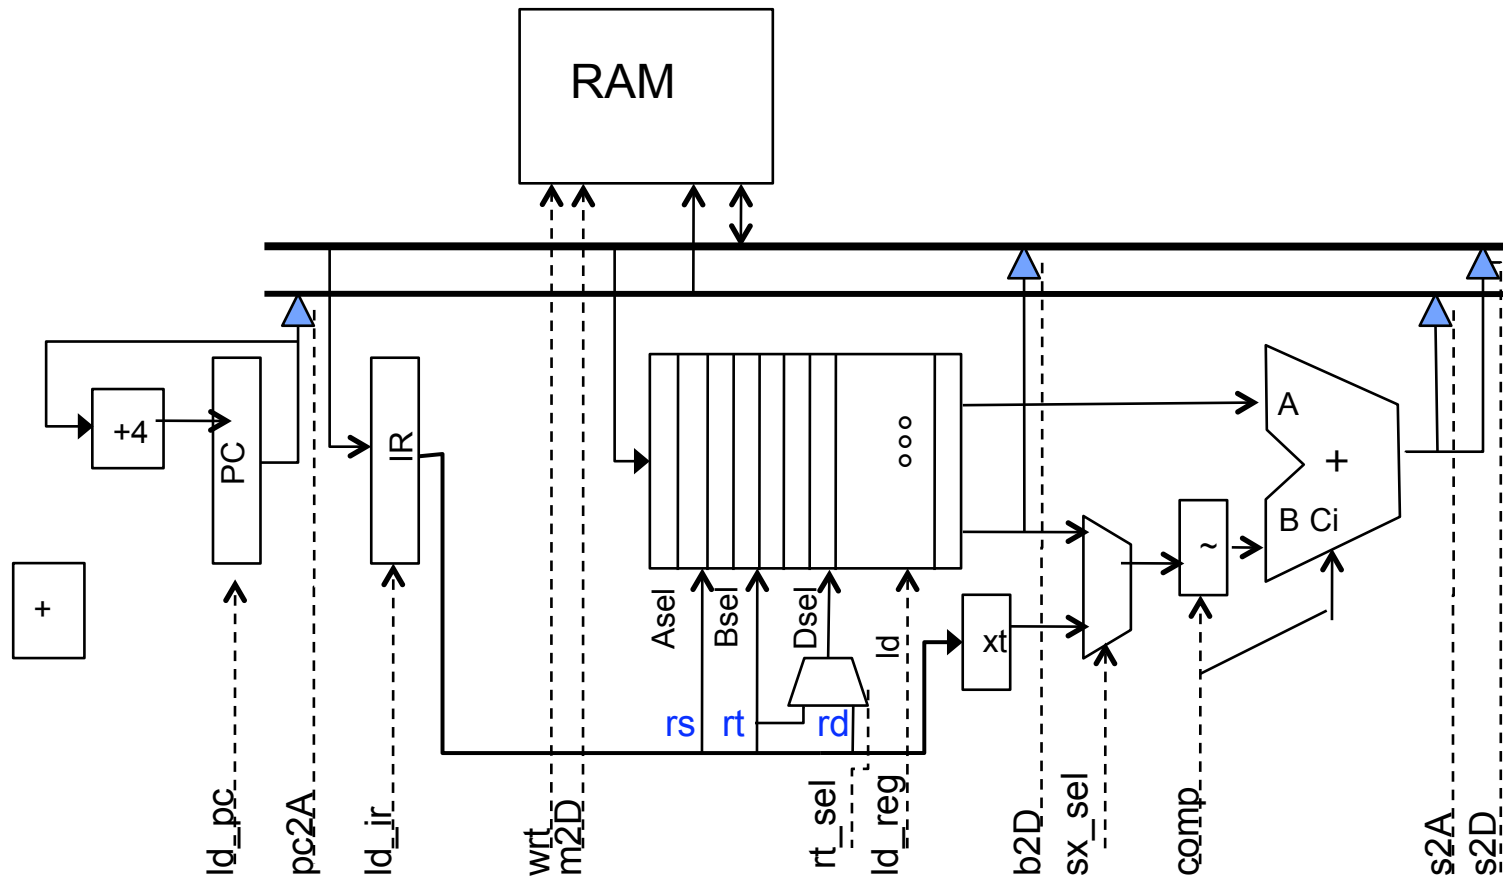 RAM
+4
PC
IR
A
+
B Ci
~
+
Asel
Bsel
Dsel
ld
xt
rs
rt
rd
ld_pc
pc2A
ld_ir
wrt
m2D
rt_sel
ld_reg
b2D
sx_sel
comp
s2A
s2D